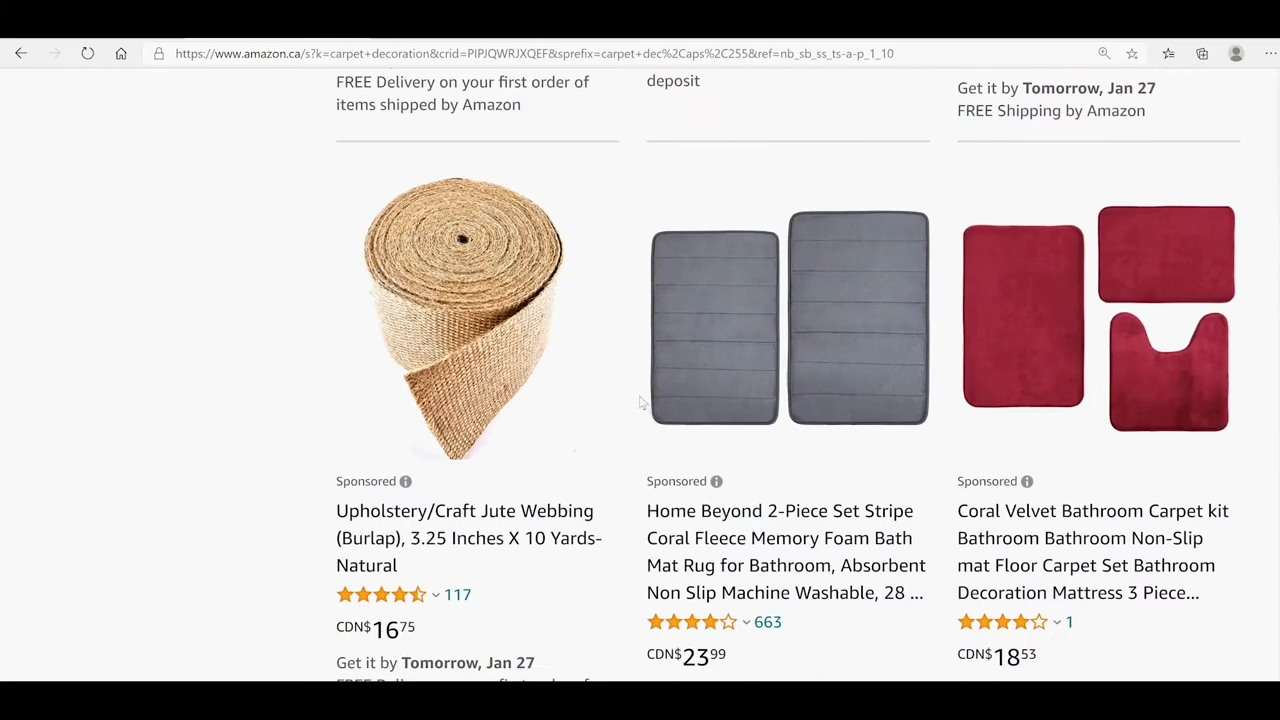 https://www.amazon.ca/s?k=carpet+decoration&crid=PIPJQWRJXQEF&sprefix=carpet+dec%2Caps%2C255&ref=nb_sb_ss_ts-a-p_1_10
FREE Delivery on your first order of
items shipped by Amazon
deposit
Get it by Tomorrow, Jan 27
FREE Shipping by Amazon
Sponsored
Upholstery/Craft Jute Webbing
(Burlap), 3.25 Inches X 10 Yards-
Natural
117
CDN$ 16 75
Get it by Tomorrow, Jan 27
Sponsored
Home Beyond 2-Piece Set Stripe
Coral Fleece Memory Foam Bath
Mat Rug for Bathroom, Absorbent
Non Slip Machine Washable, 28 ...
663
CDN$ 23 99
Sponsored
Coral Velvet Bathroom Carpet kit
Bathroom Bathroom Non-Slip
mat Floor Carpet Set Bathroom
Decoration Mattress 3 Piece...
1
CDN$ 18 53